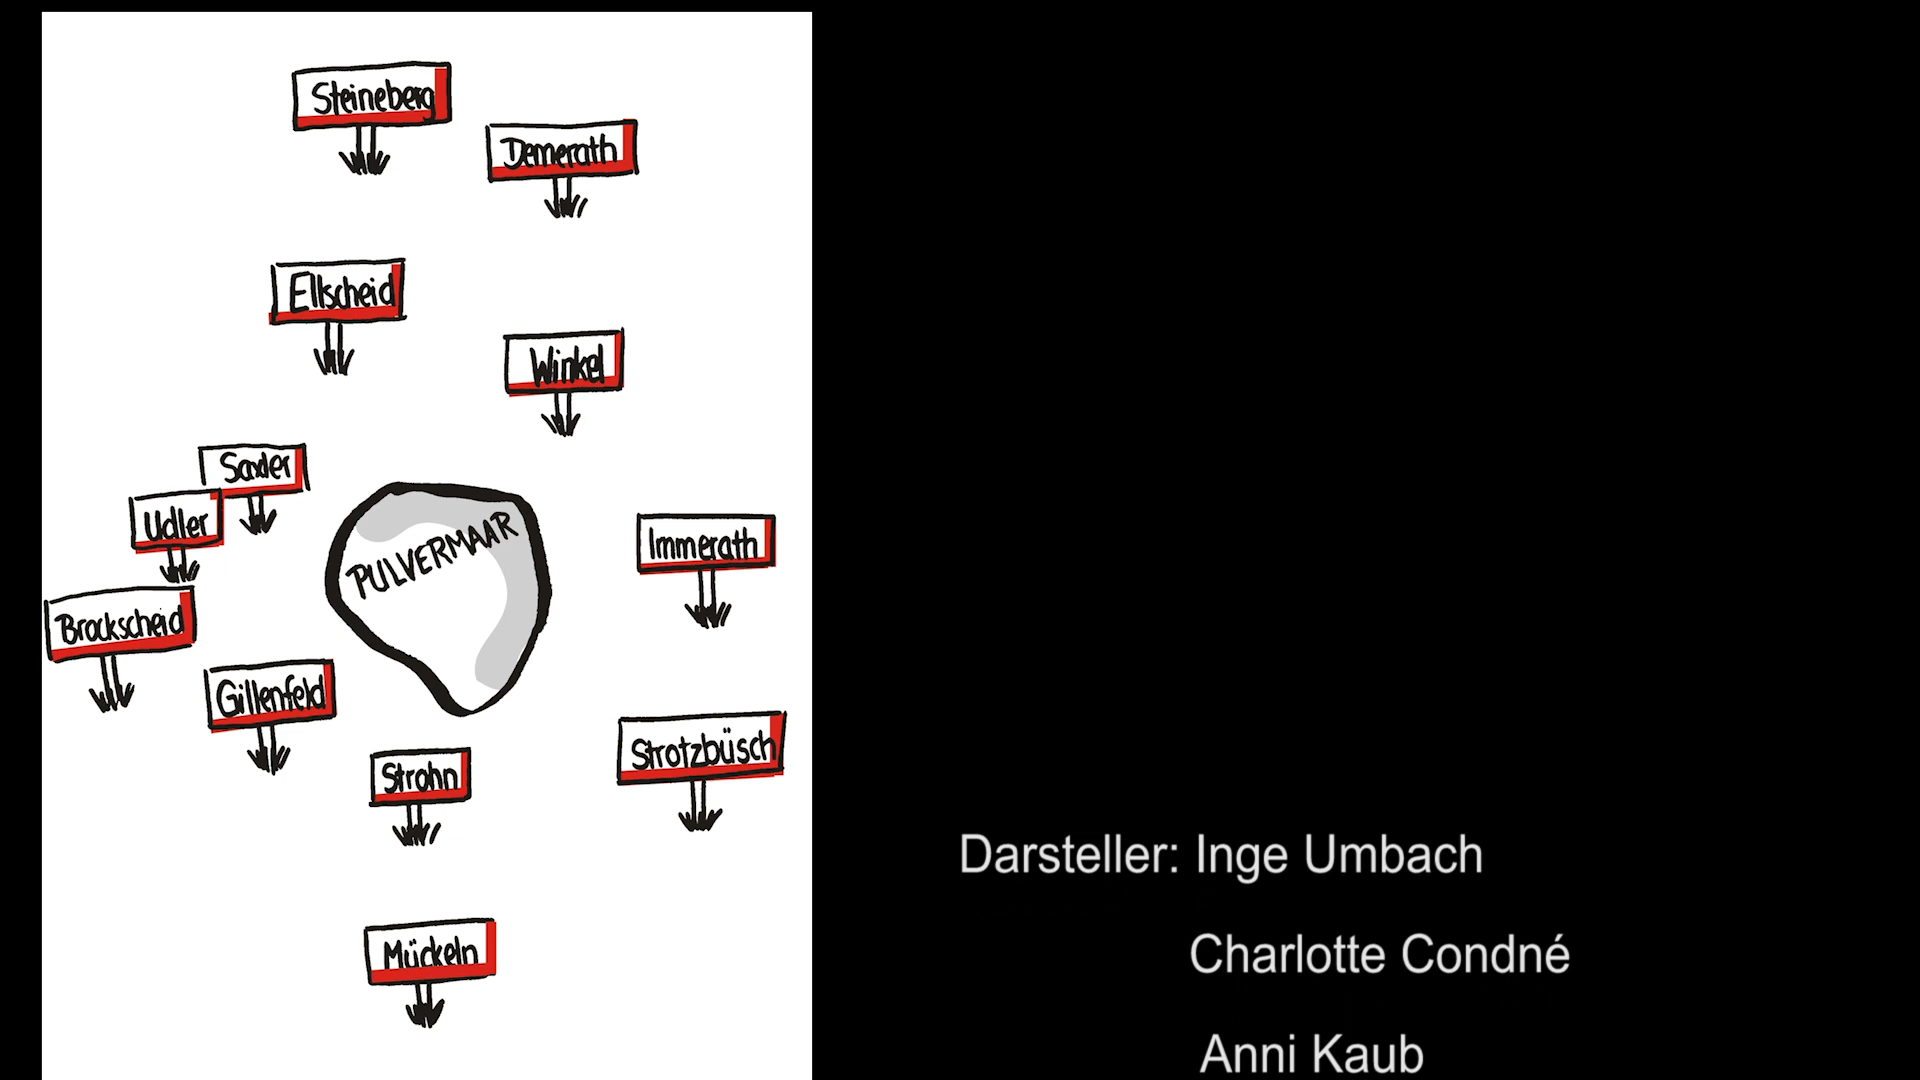 Steineberg
Demerath
Ellscheid
Winkel
Saxler
Udler
PULVERMAAR
Immerath
Brockscheid
Gillenfeld
Strotzbüsch
Strohn
Mückeln
Darsteller: Inge Umbach
Charlotte Condné
Anni Kaub